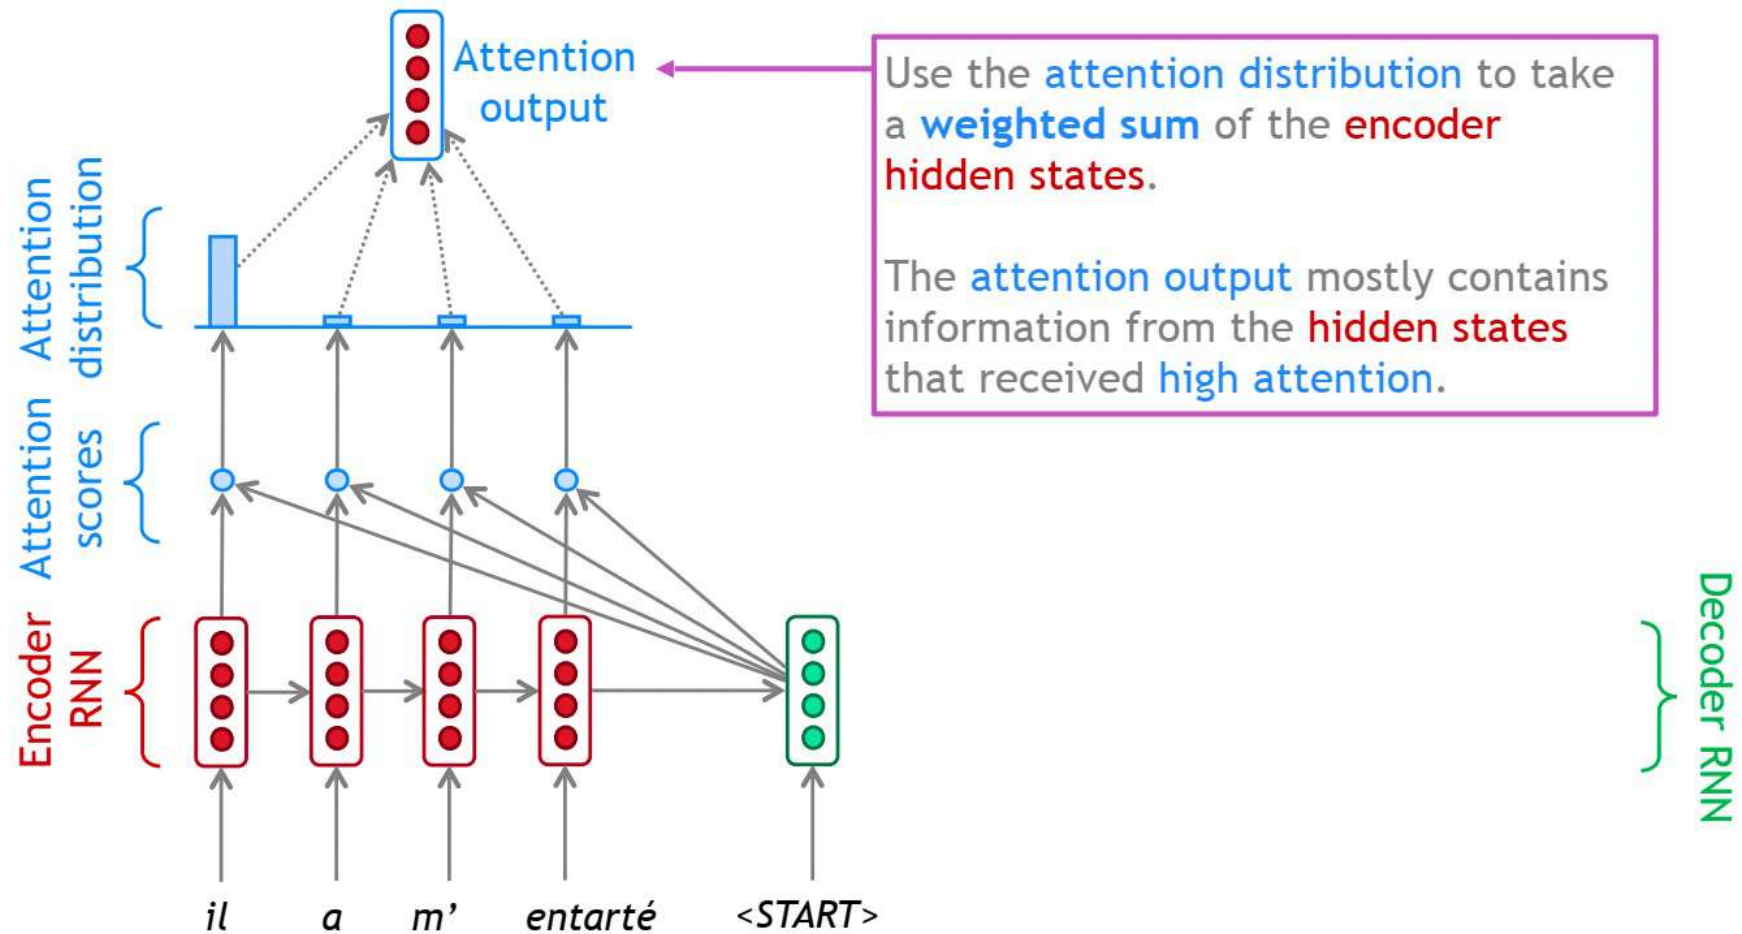 Attention
output
Use the attention distribution to take
a weighted sum of the encoder
hidden states.
The attention output mostly contains
information from the hidden states
that received high attention.
Attention
distribution
Attention
scores
Encoder
RNN
Decoder RNN
il a m’ entarté <START>